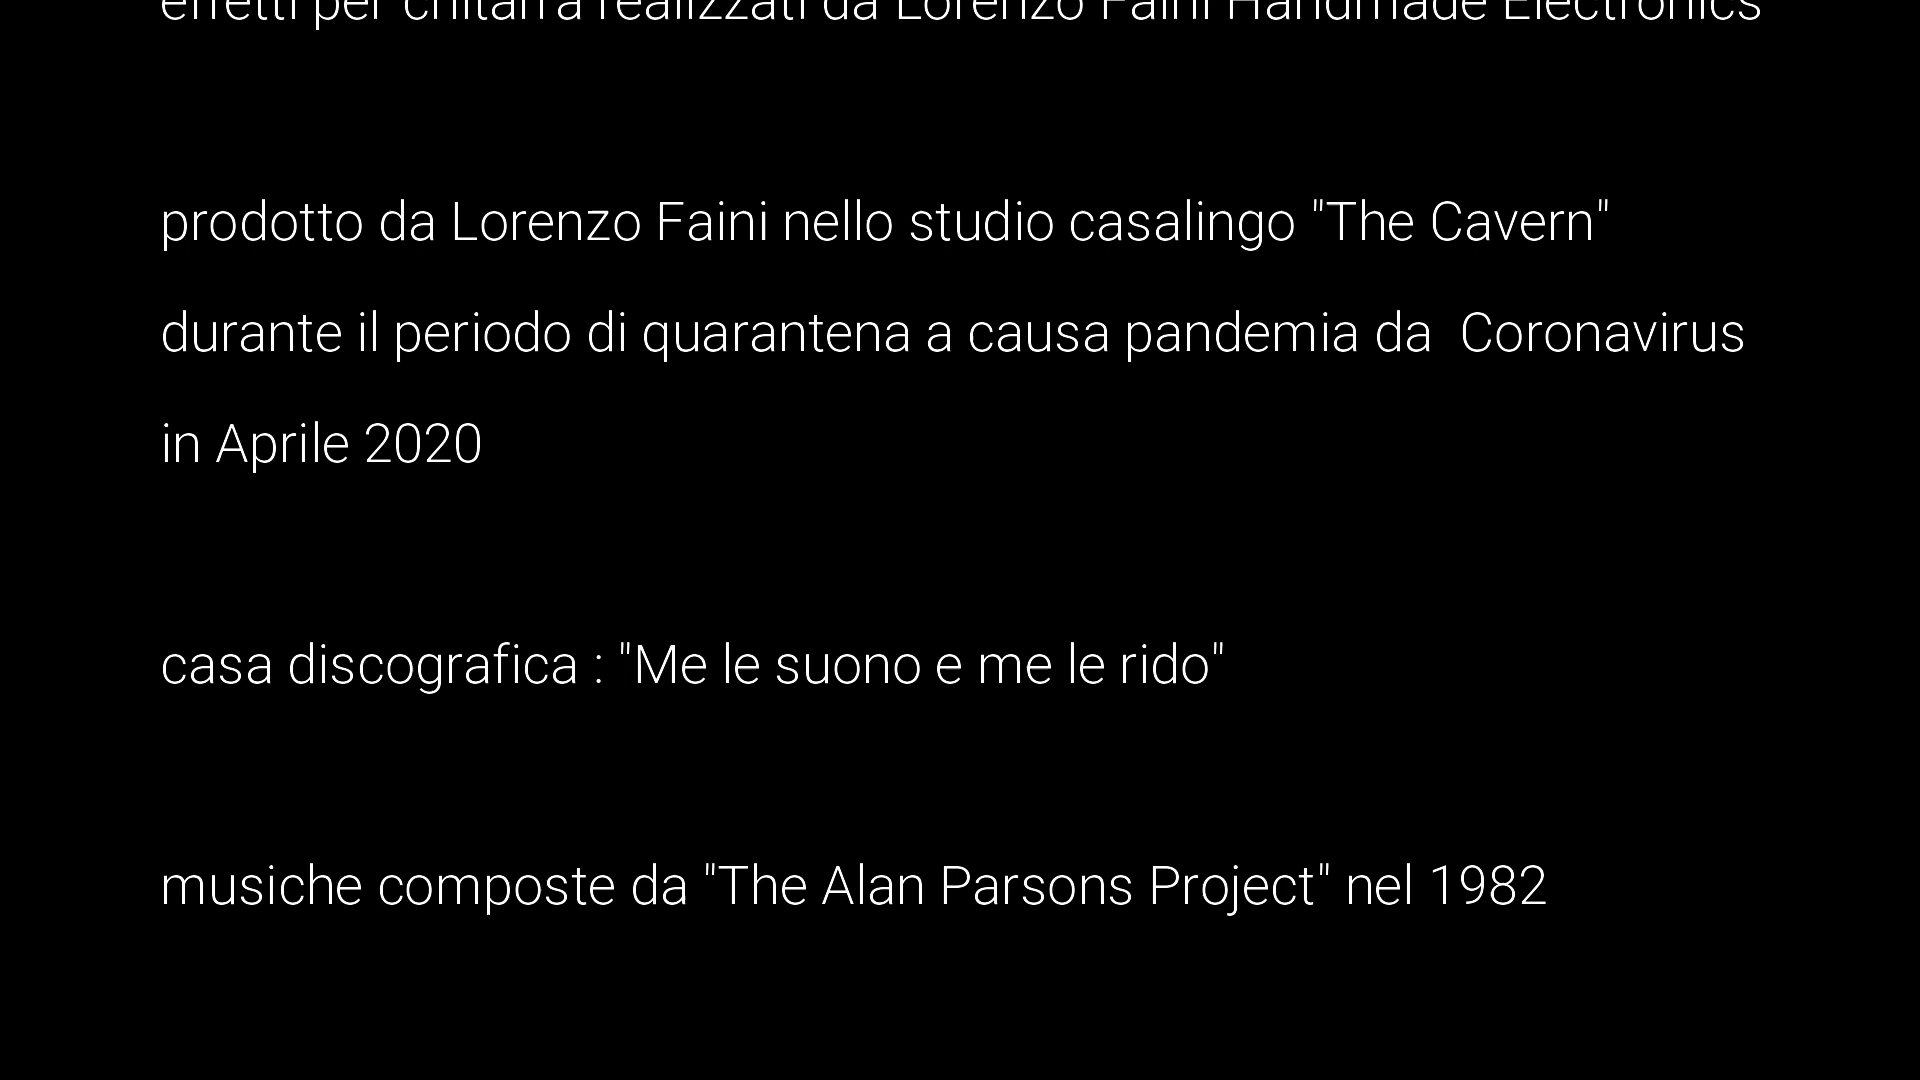 effetti per chitarra realizzati da Lorenzo Faini Handmade Electronics
prodotto da Lorenzo Faini nello studio casalingo "The Cavern"
durante il periodo di quarantena a causa pandemia da  Coronavirus
in Aprile 2020
casa discografica : "Me le suono e me le rido"
musiche composte da "The Alan Parsons Project" nel 1982